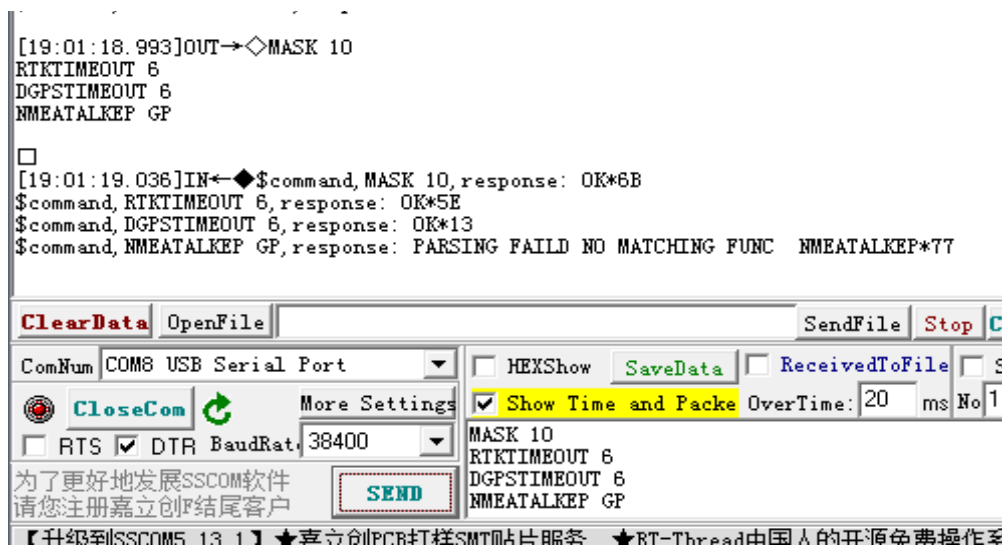 [19:01:18.993]OUT→◇MASK 10
RTKTIMEOUT 6
DGPSTIMEOUT 6
NMEATALKEP GP
□
[19:01:19.036]IN←◆$command,MASK 10,response: OK*6B
$command,RTKTIMEOUT 6,response: OK*5E
$command,DGPSTIMEOUT 6,response: OK*13
$command,NMEATALKEP GP,response: PARSING FAILD NO MATCHING FUNC  NMEATALKEP*77
ClearData OpenFile SendFile Stop
ComNum COM8 USB Serial Port HEXShow SaveData ReceivedToFile
CloseCom More Settings Show Time and Packe OverTime: 20 ms No 1
RTS DTR BaudRat 38400
MASK 10
RTKTIMEOUT 6
DGPSTIMEOUT 6
NMEATALKEP GP
为了更好地发展SSCOM软件
请您注册嘉立创F结尾客户
SEND
【升级到SSCOM5.13.1】★嘉立创PCB打样SMT贴片服务 ★RT-Thread中国人的开源免费操作系